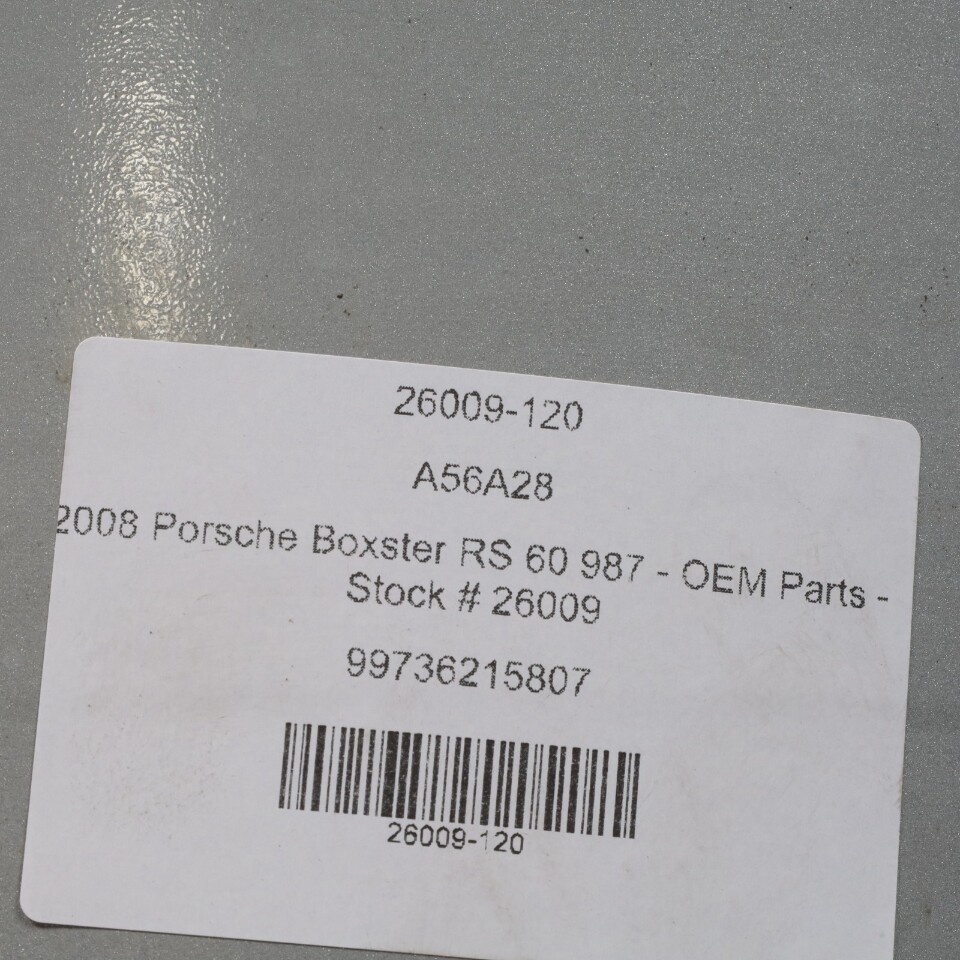 26009-120
A56A28
2008 Porsche Boxster RS 60 987 - OEM Parts -
Stock # 26009
99736215807
26009-120